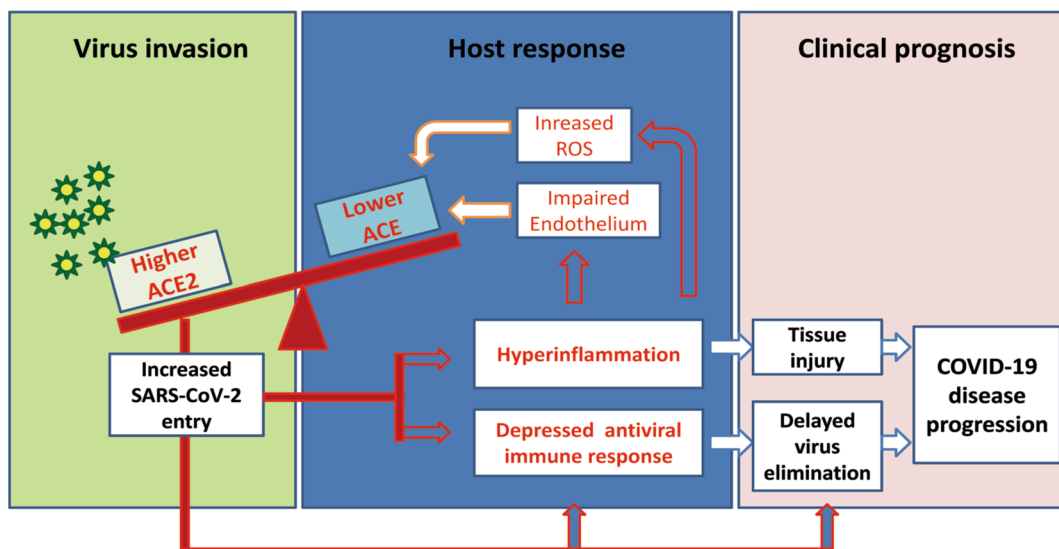 Virus invasion
Host response
Clinical prognosis
Inreased
ROS
Impaired
Endothelium
Lower
ACE
Higher
ACE2
Increased
SARS-CoV-2
entry
Hyperinflammation
Depressed antiviral
immune response
Tissue
injury
Delayed
virus
elimination
COVID-19
disease
progression